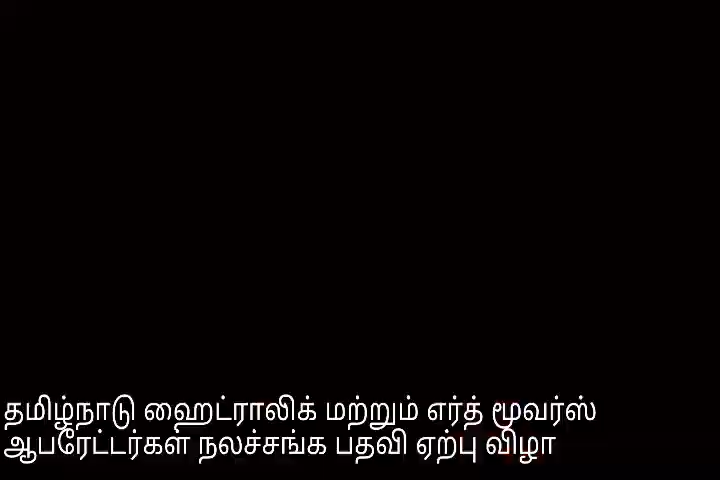 தமிழ்நாடு ஹைட்ராலிக் மற்றும் எர்த் மூவர்ஸ்
ஆபரேட்டர்கள் நலச்சங்க பதவி ஏற்பு விழா